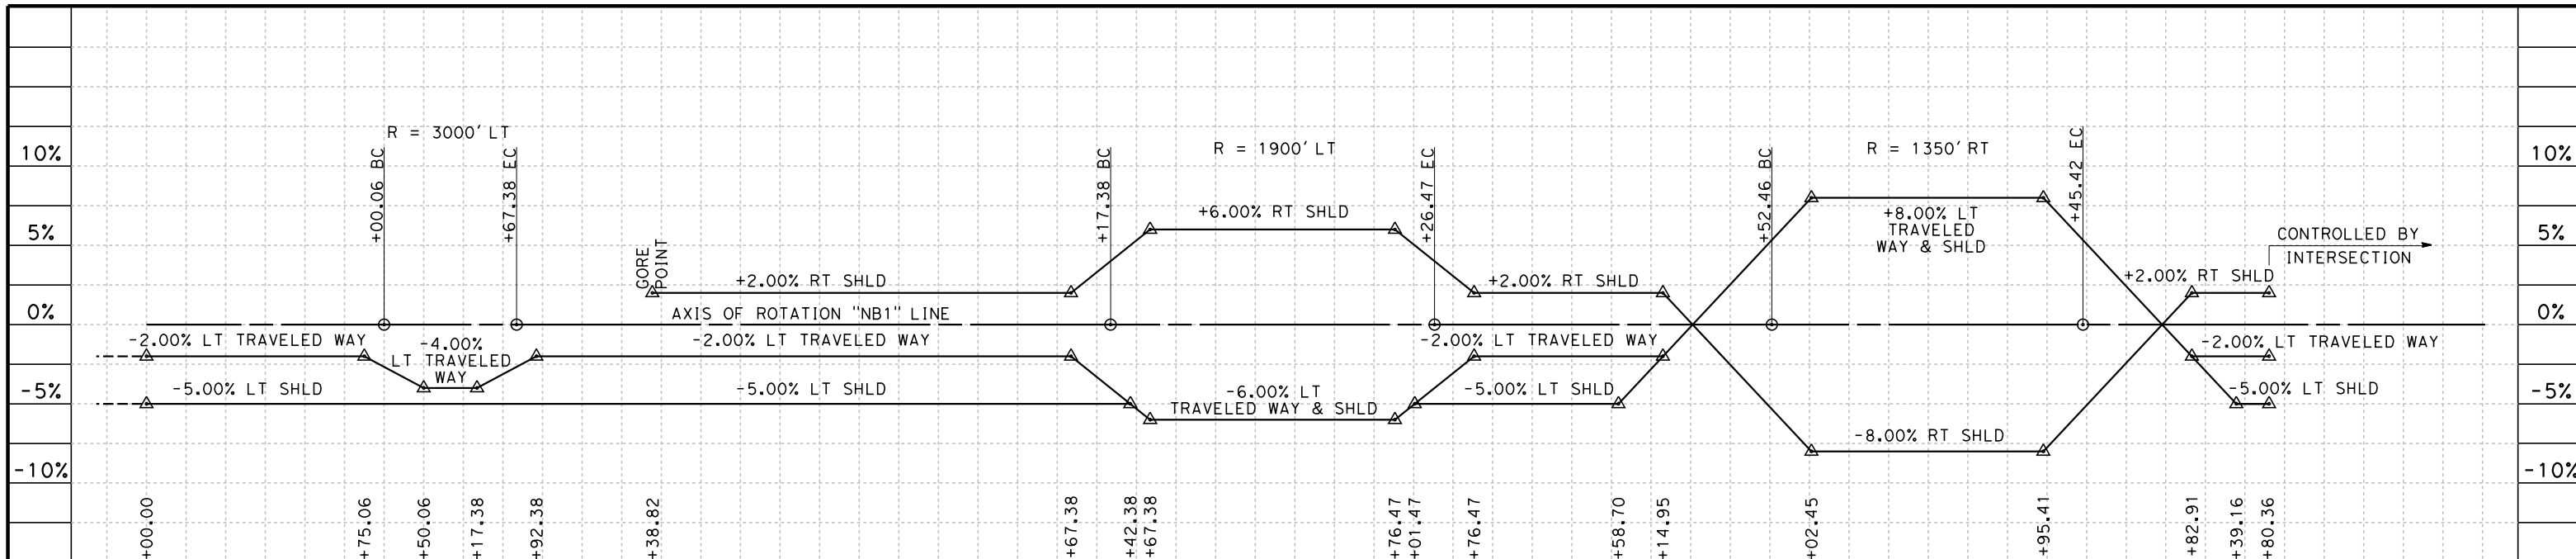 R = 3000' LT
10%
5%
0%
-5%
-10%
+00.06 BC
+67.38 EC
GORE
POINT
+17.38 BC
R = 1900' LT
+26.47 EC
+52.46 BC
R = 1350' RT
+45.42 EC
10%
5%
0%
-5%
-10%
+6.00% RT SHLD
+8.00% LT
TRAVELED
WAY & SHLD
CONTROLLED BY
INTERSECTION
+2.00% RT SHLD
+2.00% RT SHLD
+2.00% RT SHLD
AXIS OF ROTATION "NB1" LINE
-2.00% LT TRAVELED WAY
-4.00%
LT TRAVELED
WAY
-2.00% LT TRAVELED WAY
-2.00% LT TRAVELED WAY
-2.00% LT TRAVELED WAY
-5.00% LT SHLD
-5.00% LT SHLD
-6.00% LT
TRAVELED WAY & SHLD
-5.00% LT SHLD
-5.00% LT SHLD
-8.00% RT SHLD
+00.00
+75.06
+50.06
+17.38
+92.38
+38.82
+67.38
+42.38
+67.38
+76.47
+01.47
+76.47
+58.70
+14.95
+02.45
+95.41
+82.91
+39.16
+80.36